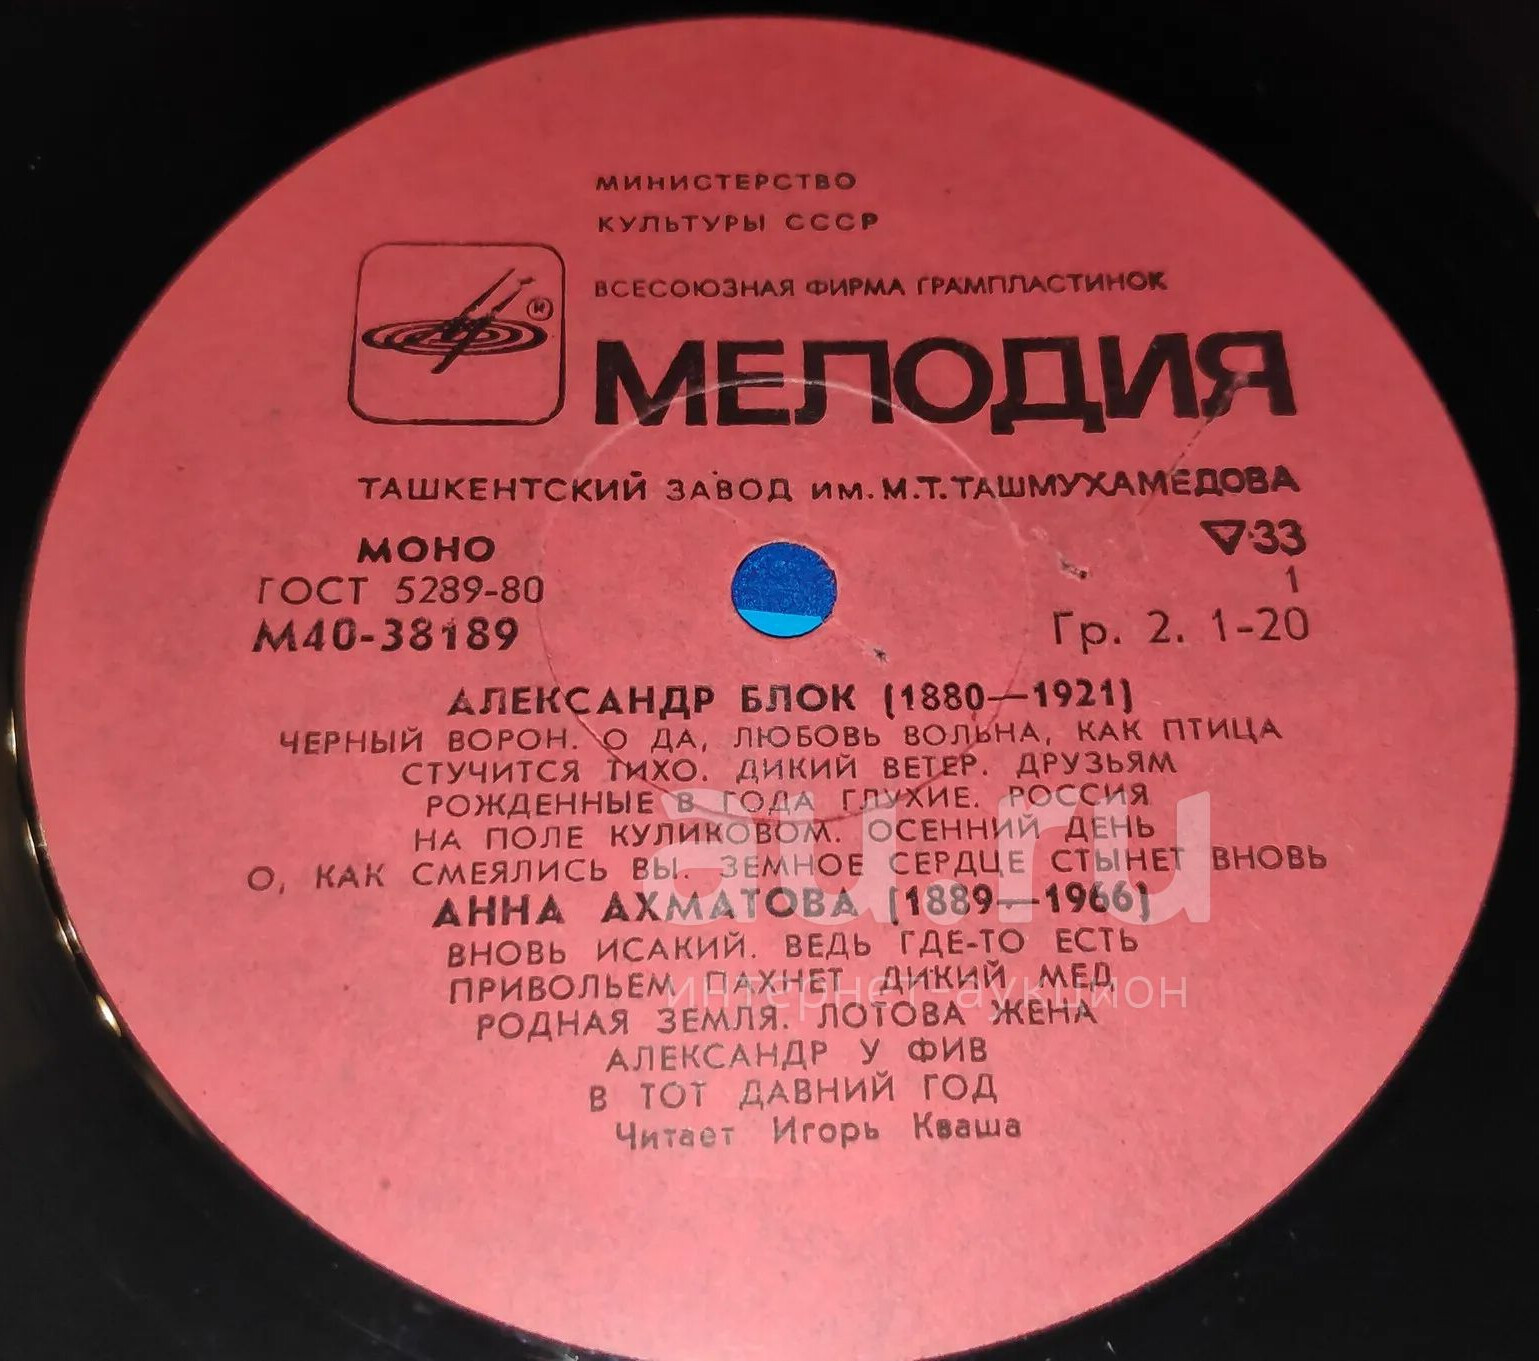 МИНИСТЕРСТВО
КУЛЬТУРЫ СССР
ВСЕСОЮЗНАЯ ФИРМА ГРАМПЛАСТИНОК
МЕЛОДИЯ
ТАШКЕНТСКИЙ ЗАВОД ИМ. М.Т. ТАШМУХАМЕДОВА
МОНО
33
ГОСТ 5289-80
1
М40-38189
Гр. 2. 1-20
АЛЕКСАНДР БЛОК (1880—1921)
ЧЕРНЫЙ ВОРОН. О ДА, ЛЮБОВЬ ВОЛЬНА, КАК ПТИЦА
СТУЧИТСЯ ТИХО. ДИКИЙ ВЕТЕР. ДРУЗЬЯМ
РОЖДЕННЫЕ В ГОДА ГЛУХИЕ. РОССИЯ
НА ПОЛЕ КУЛИКОВОМ. ОСЕННИЙ ДЕНЬ
О, КАК СМЕЯЛИСЬ ВЫ. ЗЕМНОЕ СЕРДЦЕ СТЫНЕТ ВНОВЬ
АННА АХМАТОВА (1889—1966)
ВНОВЬ ИСАКИЙ. ВЕДЬ ГДЕ-ТО ЕСТЬ
ПРИВОЛЬЕМ ПАХНЕТ ДИКИЙ МЕД
РОДНАЯ ЗЕМЛЯ. ЛОТОВА ЖЕНА
АЛЕКСАНДР У ФИВ
В ТОТ ДАВНИЙ ГОД
Читает Игорь Кваша
au.ru
интернет аукцион